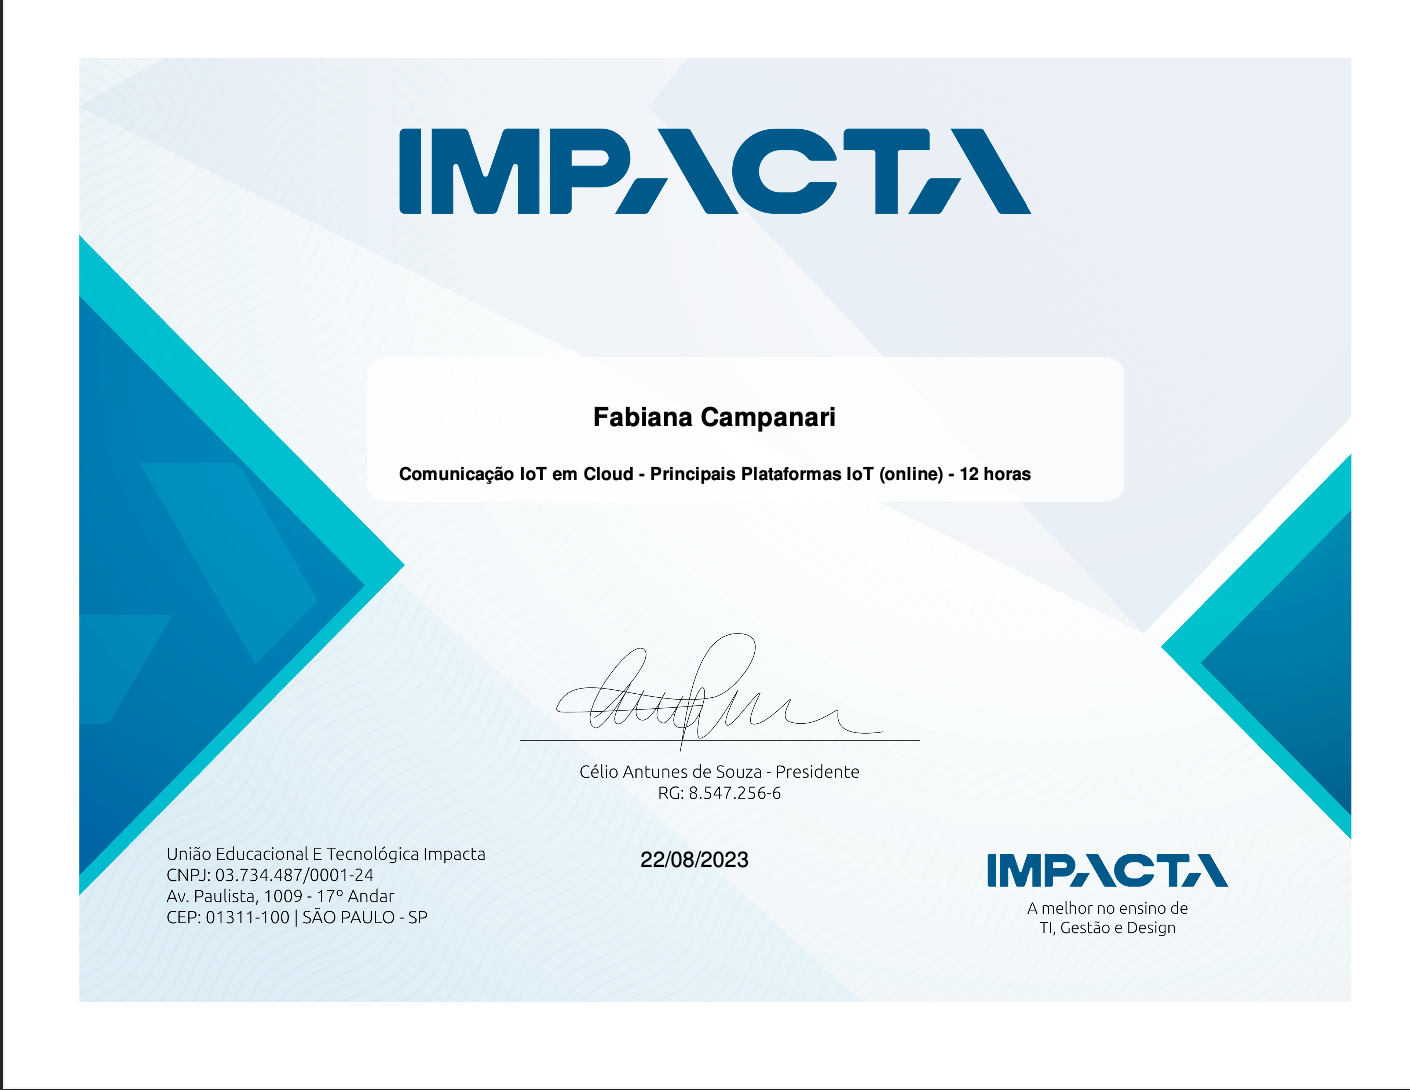 IMPACTA
Fabiana Campanari
Comunicação IoT em Cloud - Principais Plataformas IoT (online) - 12 horas
Célio Antunes de Souza - Presidente
RG: 8.547.256-6
União Educacional E Tecnológica Impacta
CNPJ: 03.734.487/0001-24
Av. Paulista, 1009 - 17º Andar
CEP: 01311-100 | SÃO PAULO - SP
22/08/2023
IMPACTA
A melhor no ensino de
TI, Gestão e Design